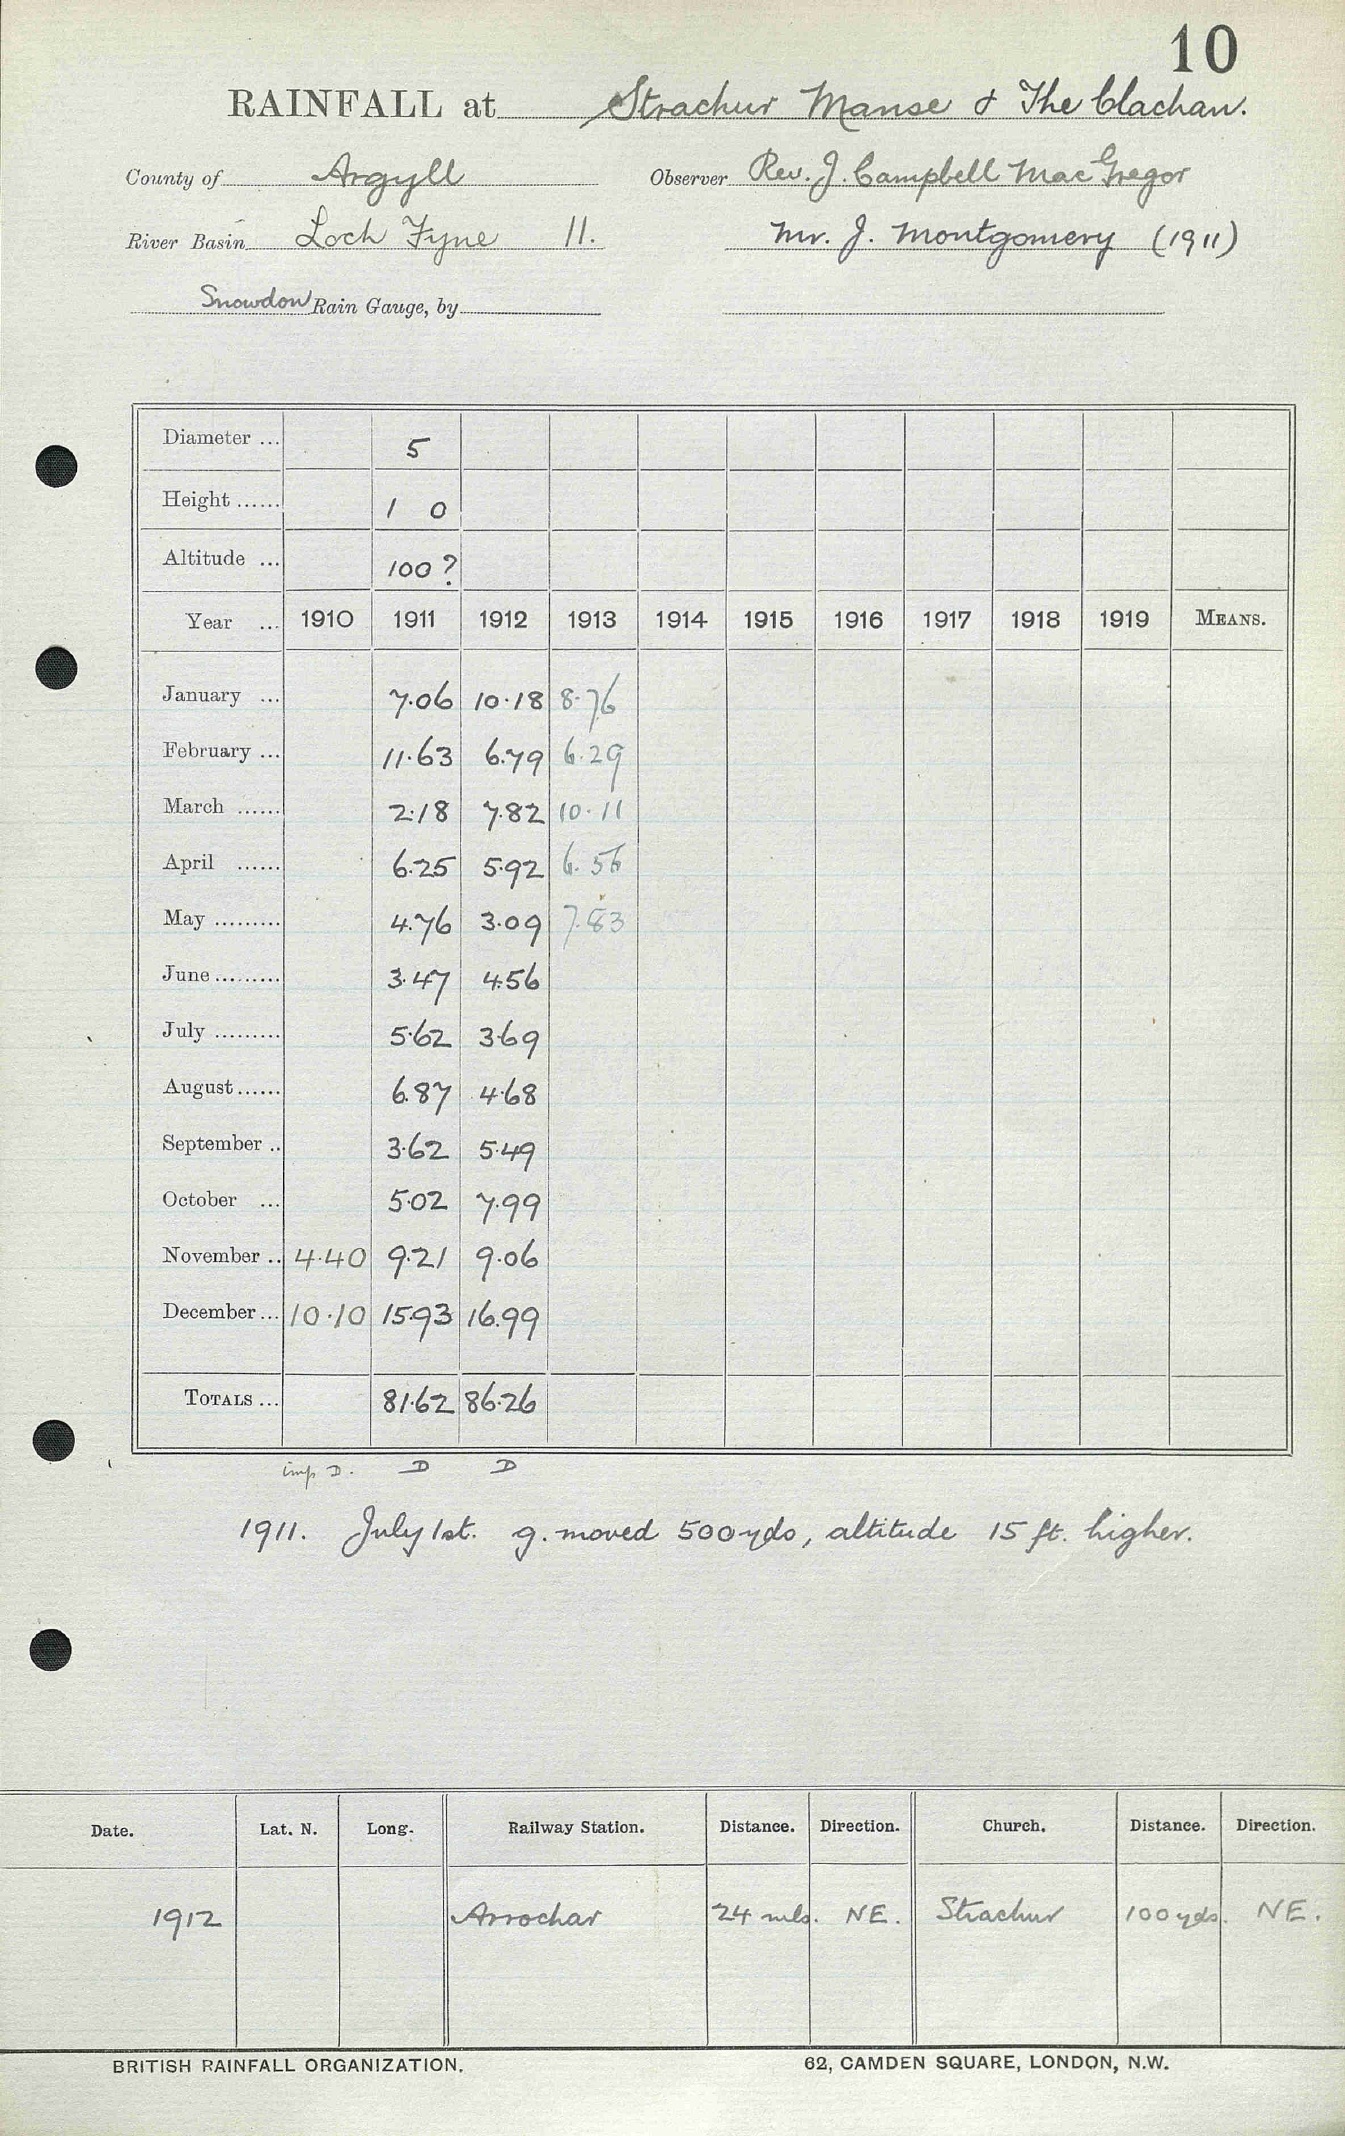 10
RAINFALL at Strachur Manse & The Clachan.
County of Argyll Observer Rev. J. Campbell MacGregor
River Basin Loch Fyne 11. Mr. J. Montgomery (1911)
Snowdon Rain Gauge, by
Diameter ... 5
Height ...... 1 0
Altitude ... 100?
Year ... 1910 1911 1912 1913 1914 1915 1916 1917 1918 1919 MEANS.
January ... 7.06 10.18 8.76
February ... 11.63 6.79 6.29
March ...... 2.18 7.82 10.11
April ...... 6.25 5.92 6.56
May ......... 4.76 3.09 7.83
June ......... 3.47 4.56
July ......... 5.62 3.69
August ...... 6.87 4.68
September .. 3.62 5.49
October ... 5.02 7.99
November .. 4.40 9.21 9.06
December ... 10.10 15.93 16.99
TOTALS ... 81.62 86.26
imp D. D D
1911. July 1st. g. moved 500 yds, altitude 15 ft. higher.
Date. Lat. N. Long. Railway Station. Distance. Direction. Church. Distance. Direction.
1912 Arrochar 24 mls. NE. Strachur 100 yds. NE.
BRITISH RAINFALL ORGANIZATION. 62, CAMDEN SQUARE, LONDON, N.W.